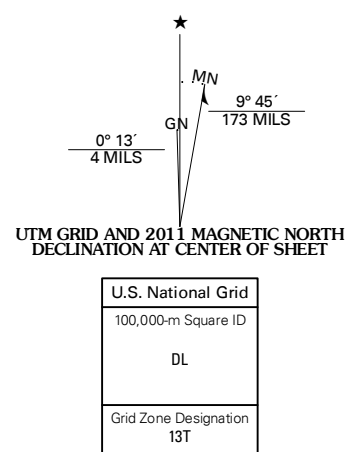 ★
MN
9° 45´
173 MILS
GN
0° 13´
4 MILS
UTM GRID AND 2011 MAGNETIC NORTH
DECLINATION AT CENTER OF SHEET
U.S. National Grid
100,000-m Square ID
DL
Grid Zone Designation
13T